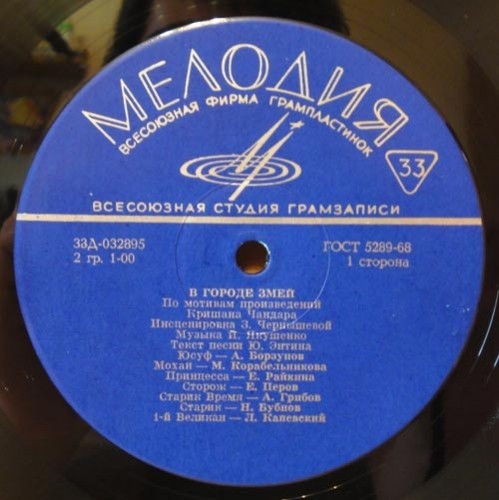 МЕЛОДИЯ
ВСЕСОЮЗНАЯ ФИРМА ГРАМПЛАСТИНОК
33
ВСЕСОЮЗНАЯ СТУДИЯ ГРАМЗАПИСИ
33Д-032895
ГОСТ 5289-68
2 гр. 1-00
1 сторона
В ГОРОДЕ ЗМЕЙ
По мотивам произведений
Кришана Чандара
Инсценировка З. Чернышевой
Музыка Й. Якушенко
Текст песни Ю. Энтина
Юсуф — А. Борзунов
Мохан — М. Корабельникова
Принцесса — Е. Райкина
Сторож — Е. Перов
Старик Время — А. Грибов
Старик — Н. Бубнов
1-й Великан — Л. Каневский